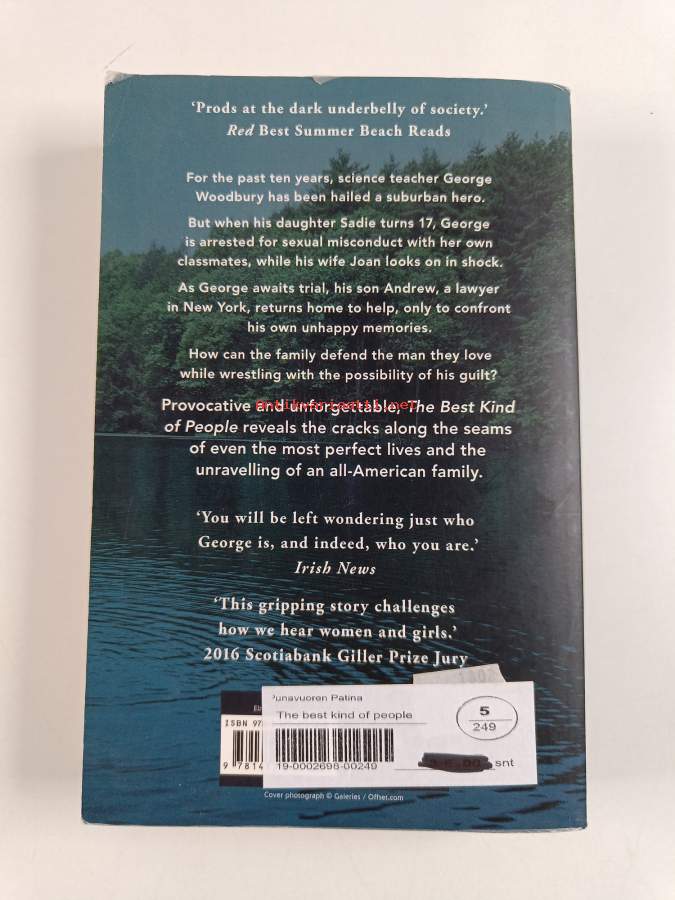 ‘Prods at the dark underbelly of society.’
Red Best Summer Beach Reads
For the past ten years, science teacher George
Woodbury has been hailed a suburban hero.
But when his daughter Sadie turns 17, George
is arrested for sexual misconduct with her own
classmates, while his wife Joan looks on in shock.
As George awaits trial, his son Andrew, a lawyer
in New York, returns home to help, only to confront
his own unhappy memories.
How can the family defend the man they love
while wrestling with the possibility of his guilt?
antikvariaatti.net
Provocative and unforgettable, The Best Kind
of People reveals the cracks along the seams
of even the most perfect lives and the
unravelling of an all-American family.
‘You will be left wondering just who
George is, and indeed, who you are.’
Irish News
‘This gripping story challenges
how we hear women and girls.’
2016 Scotiabank Giller Prize Jury
Punavuoren Patina
The best kind of people
5
249
ISBN 97
9 7814
19-0002698-00249
snt
Cover photograph © Galeries / Offset.com